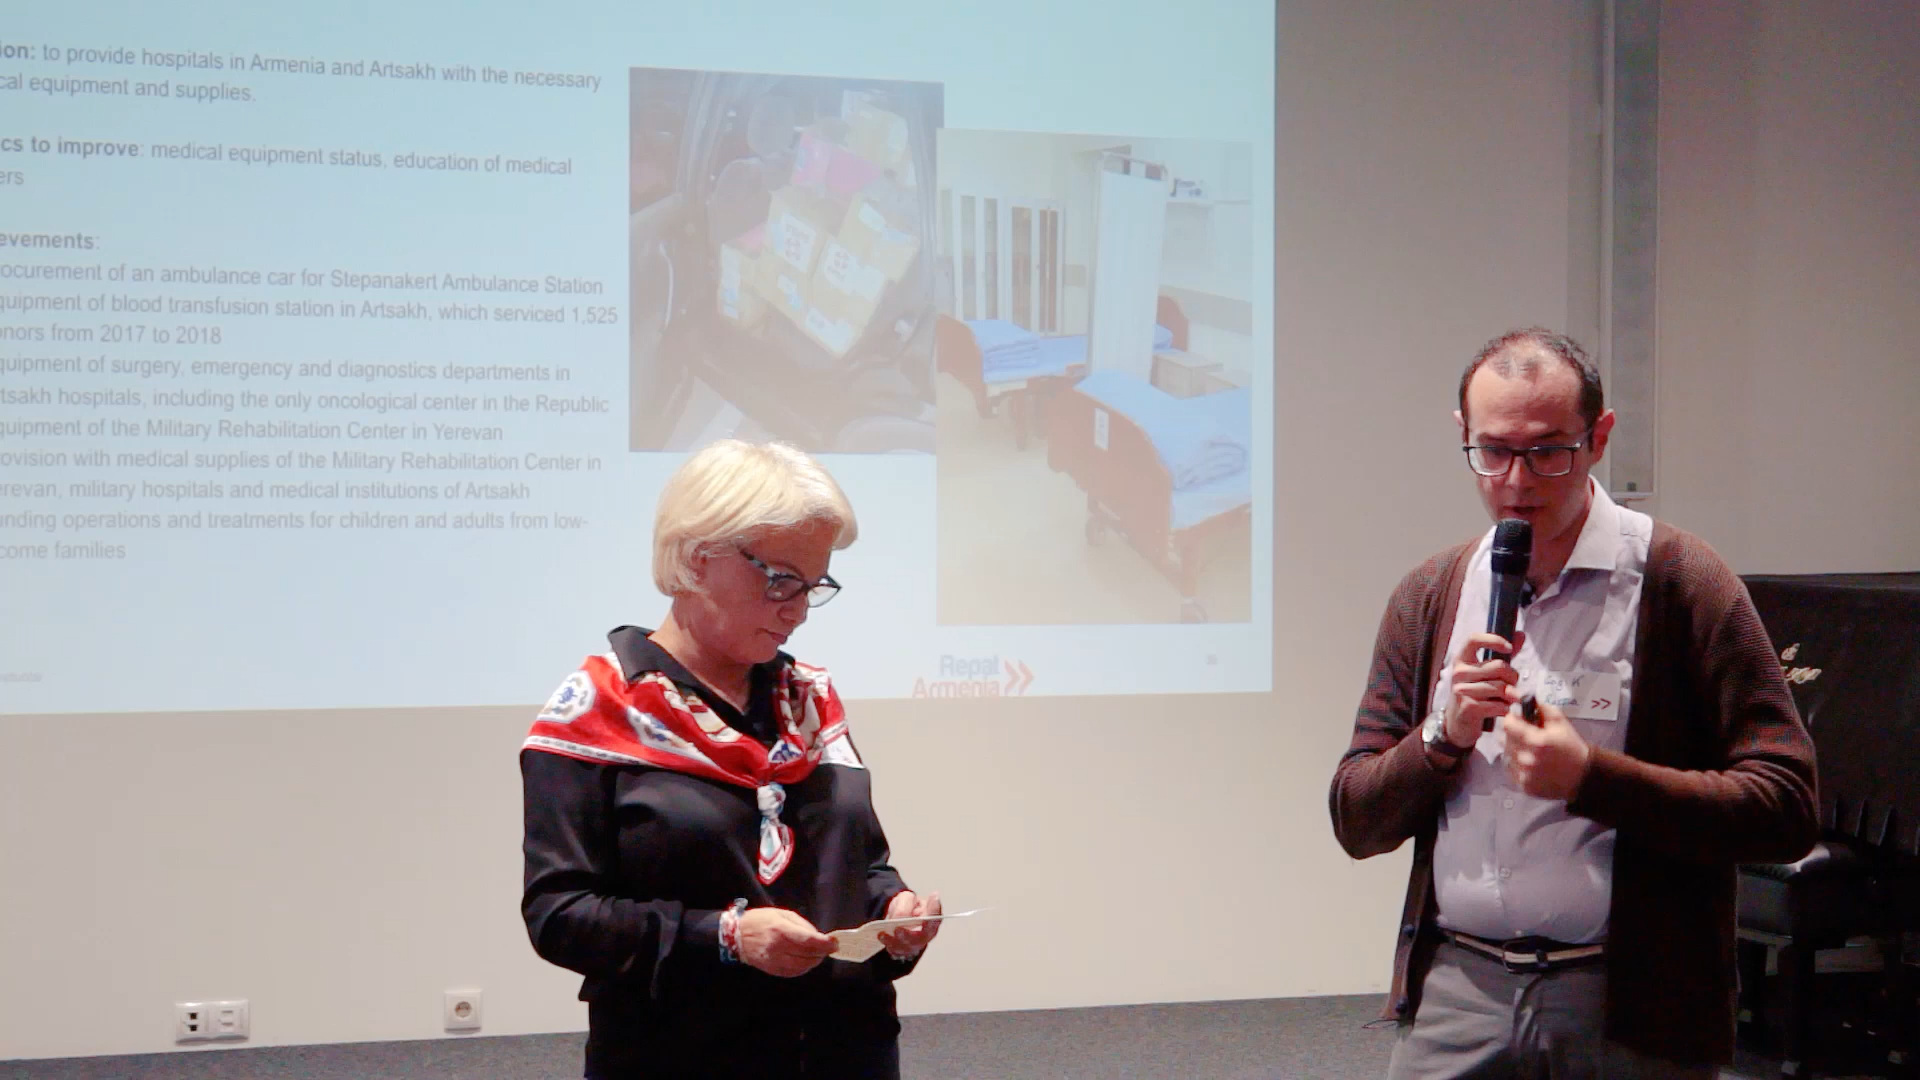 ion: to provide hospitals in Armenia and Artsakh with the necessary
cal equipment and supplies.
cs to improve: medical equipment status, education of medical
ers
evements:
ocurement of an ambulance car for Stepanakert Ambulance Station
quipment of blood transfusion station in Artsakh, which serviced 1,525
onors from 2017 to 2018
quipment of surgery, emergency and diagnostics departments in
tsakh hospitals, including the only oncological center in the Republic
quipment of the Military Rehabilitation Center in Yerevan
ovision with medical supplies of the Military Rehabilitation Center in
erevan, military hospitals and medical institutions of Artsakh
unding operations and treatments for children and adults from low-
come families
Repat
Armenia